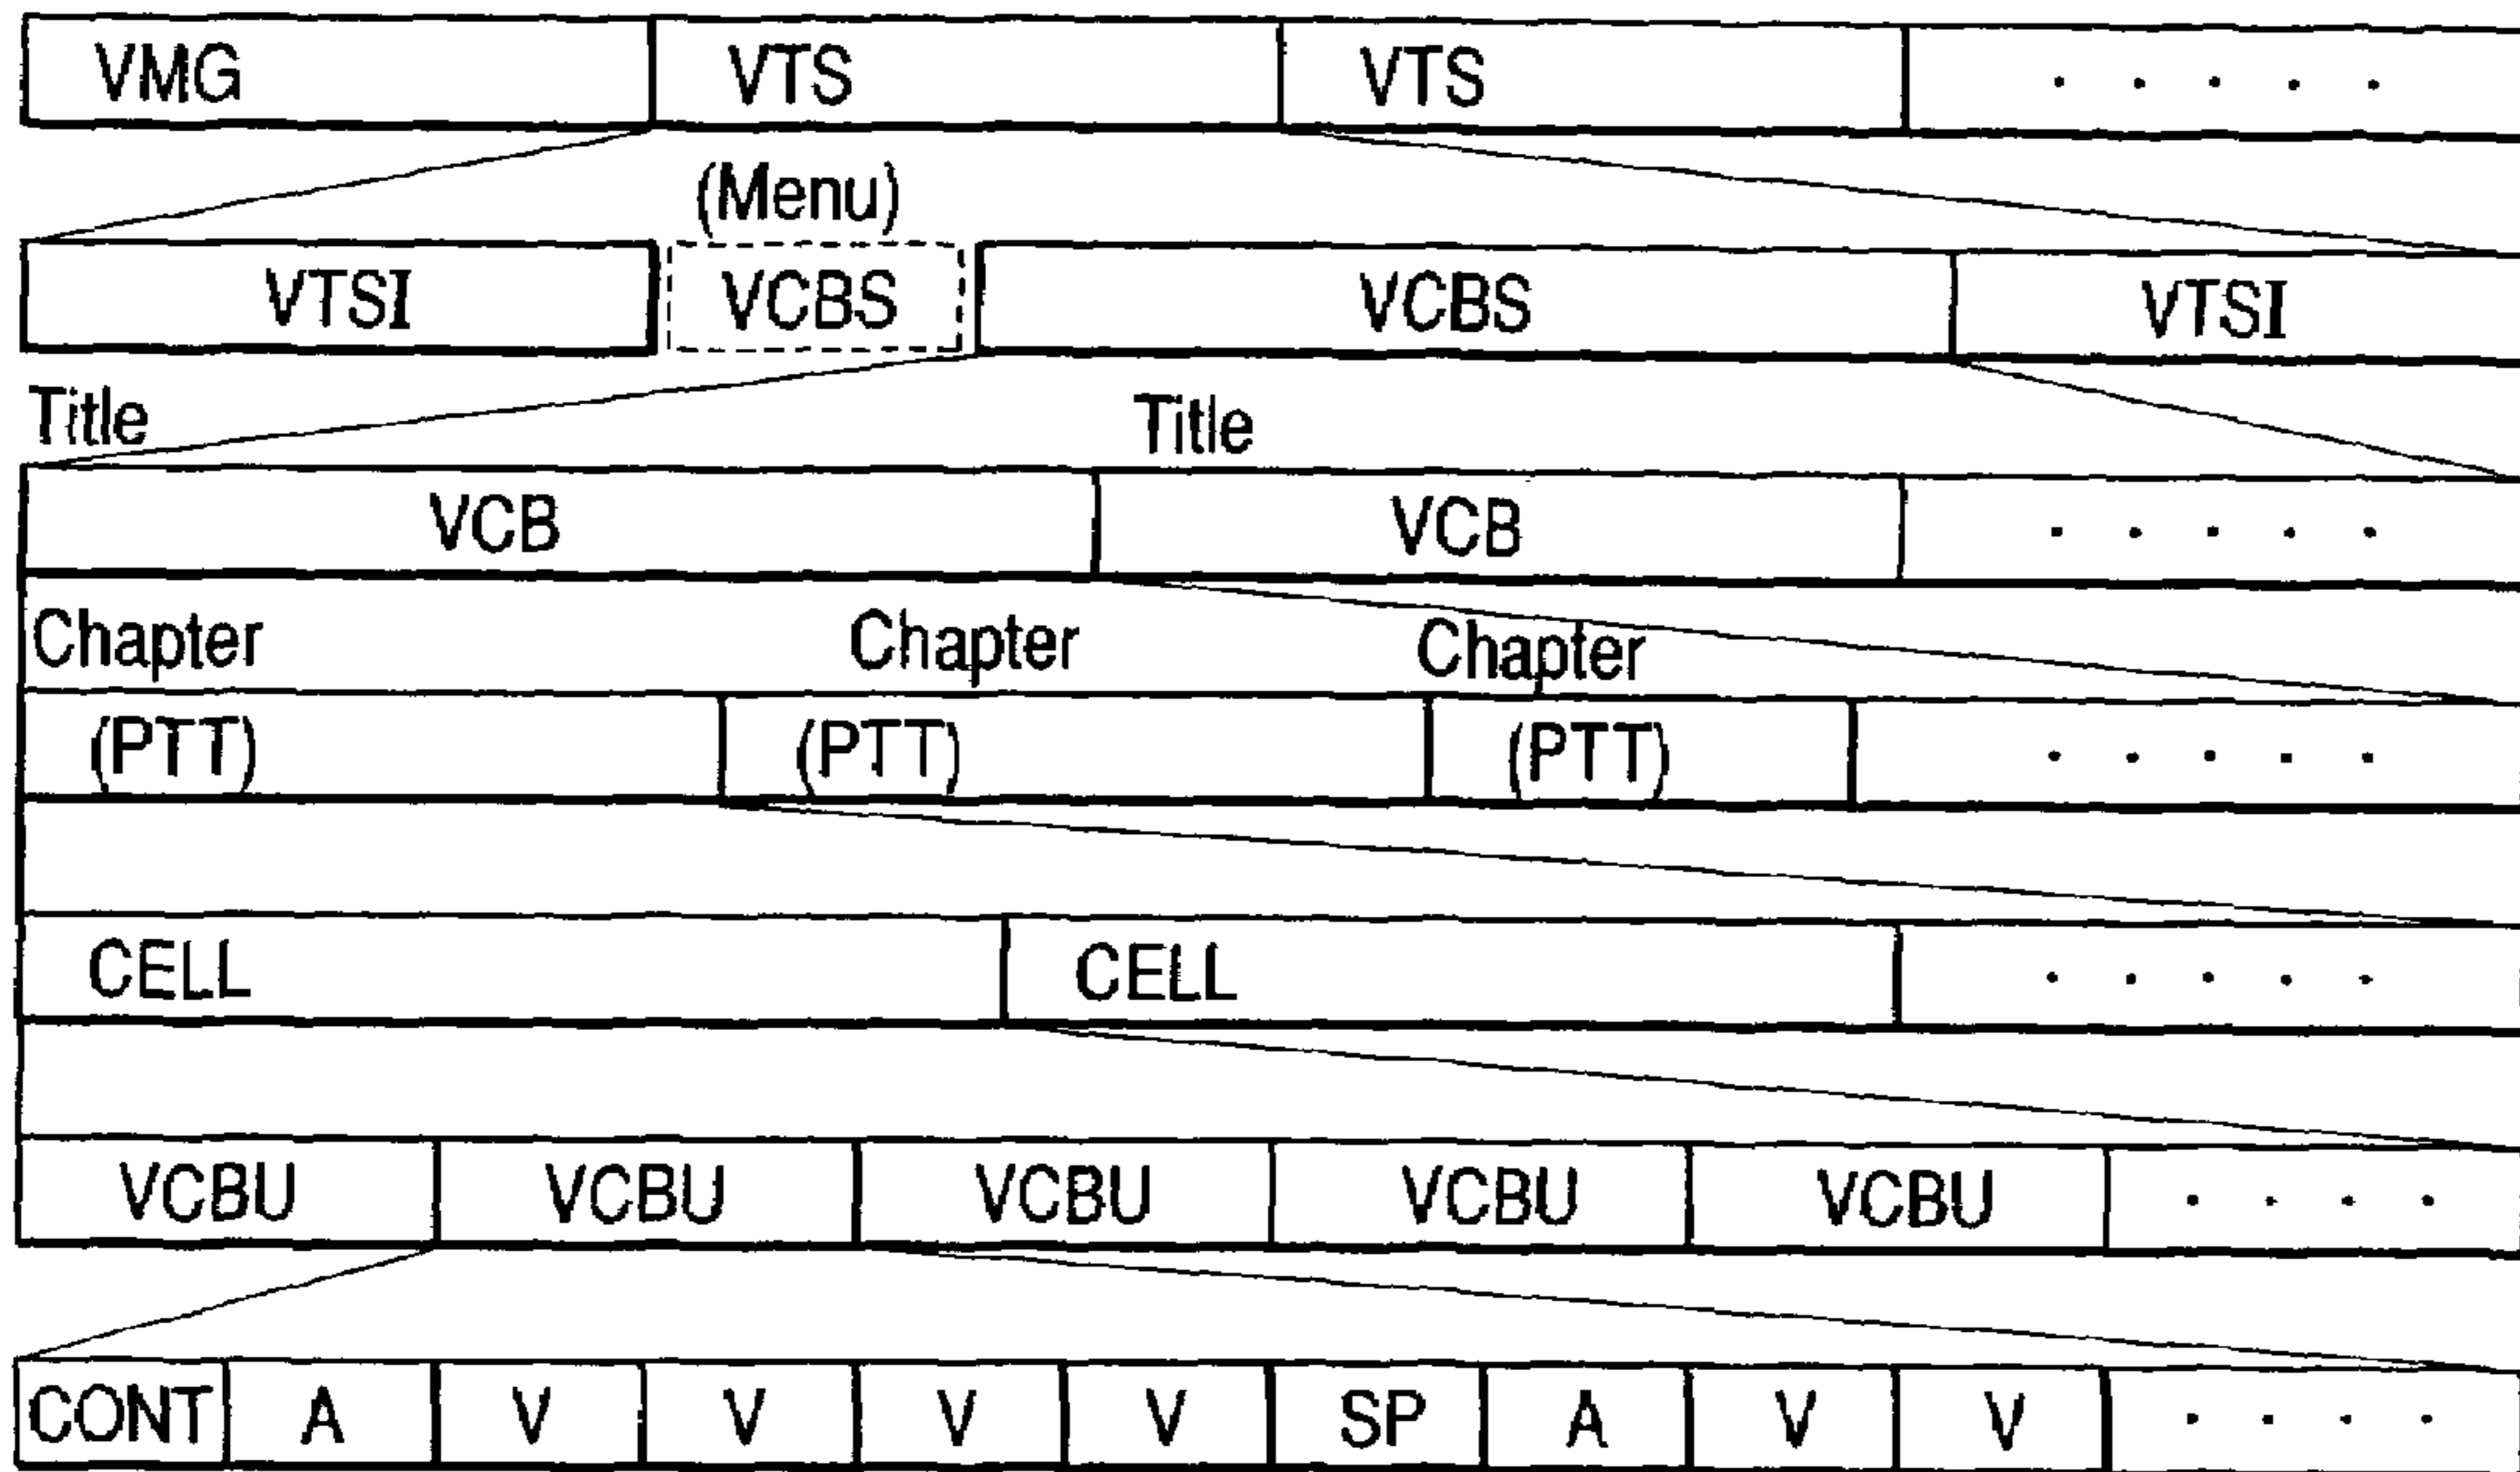 VMG VTS VTS . . . . .
(Menu)
VTSI VCBS VCBS VTSI
Title Title
VCB VCB . . . . .
Chapter Chapter Chapter
(PTT) (PTT) (PTT) . . . . .
CELL CELL . . . . .
VCBU VCBU VCBU VCBU VCBU . . . .
CONT A V V V V SP A V V . . . .